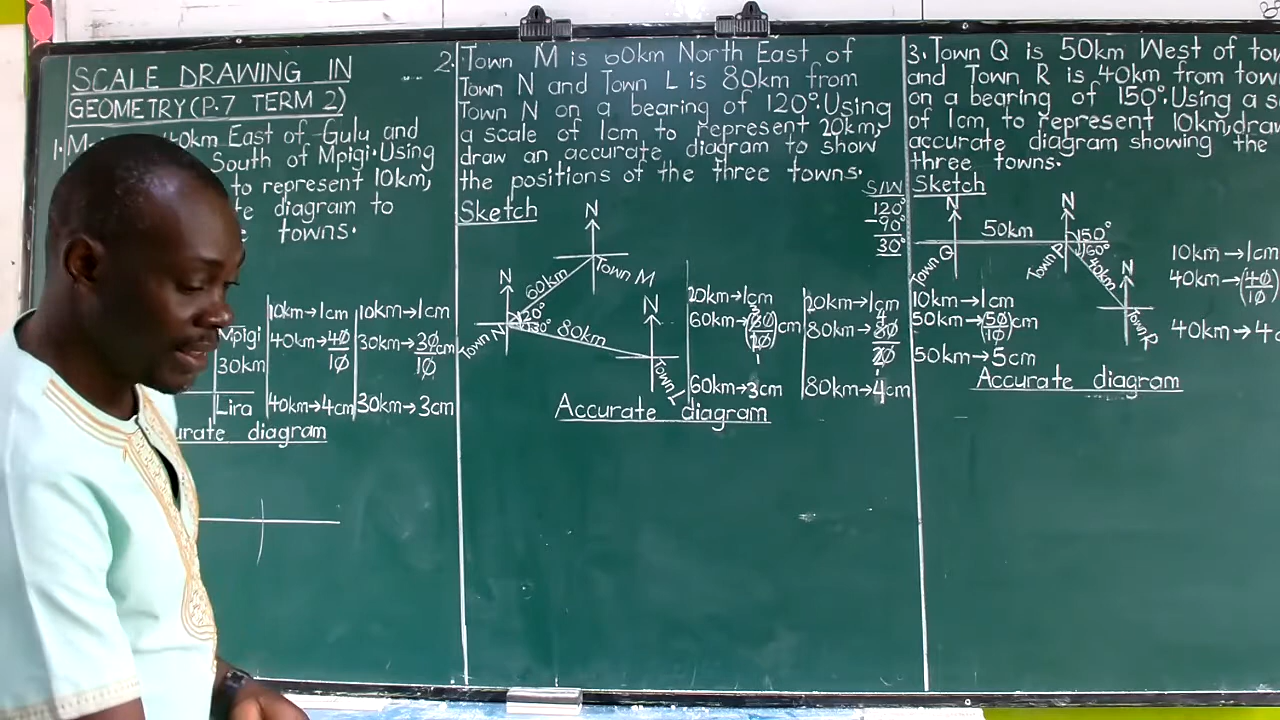 SCALE DRAWING IN
GEOMETRY (P.7 TERM 2)
1. M 40km East of Gulu and
South of Mpigi. Using
to represent 10km,
diagram to
towns.
Mpigi
30km
Lira
10km→1cm
40km→40/10
40km→4cm
10km→1cm
30km→30/10 cm
30km→3cm
diagram
2. Town M is 60km North East of
Town N and Town L is 80km from
Town N on a bearing of 120°. Using
a scale of 1cm to represent 20km,
draw an accurate diagram to show
the positions of the three towns.
Sketch
S/W
120°
-90°
30°
N
Town M
N
60km
120°
30°
Town N
80km
N
Town L
20km→1cm
60km→(60/20)cm
60km→3cm
20km→1cm
80km→80/20
80km→4cm
Accurate diagram
3. Town Q is 50km West of
and Town R is 40km from
on a bearing of 150°. Using a
of 1cm to represent 10km,
accurate diagram showing the
three towns.
Sketch
N
N
50km
150°
60°
Town Q
Town P
40km
N
Town R
10km→1cm
50km→(50/10)cm
50km→5cm
10km→1cm
40km→(40/10)
40km→4
Accurate diagram